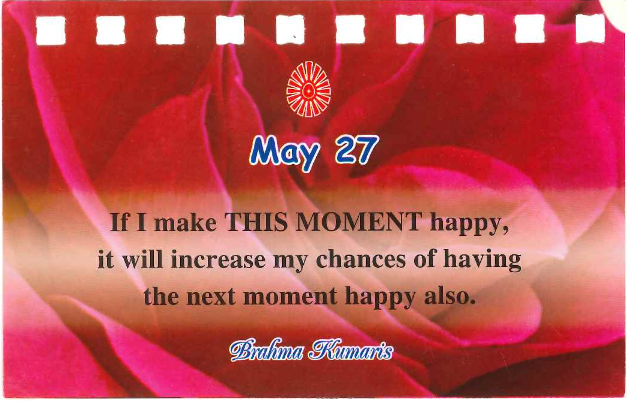 May 27
If I make THIS MOMENT happy,
it will increase my chances of having
the next moment happy also.
Brahma Kumaris